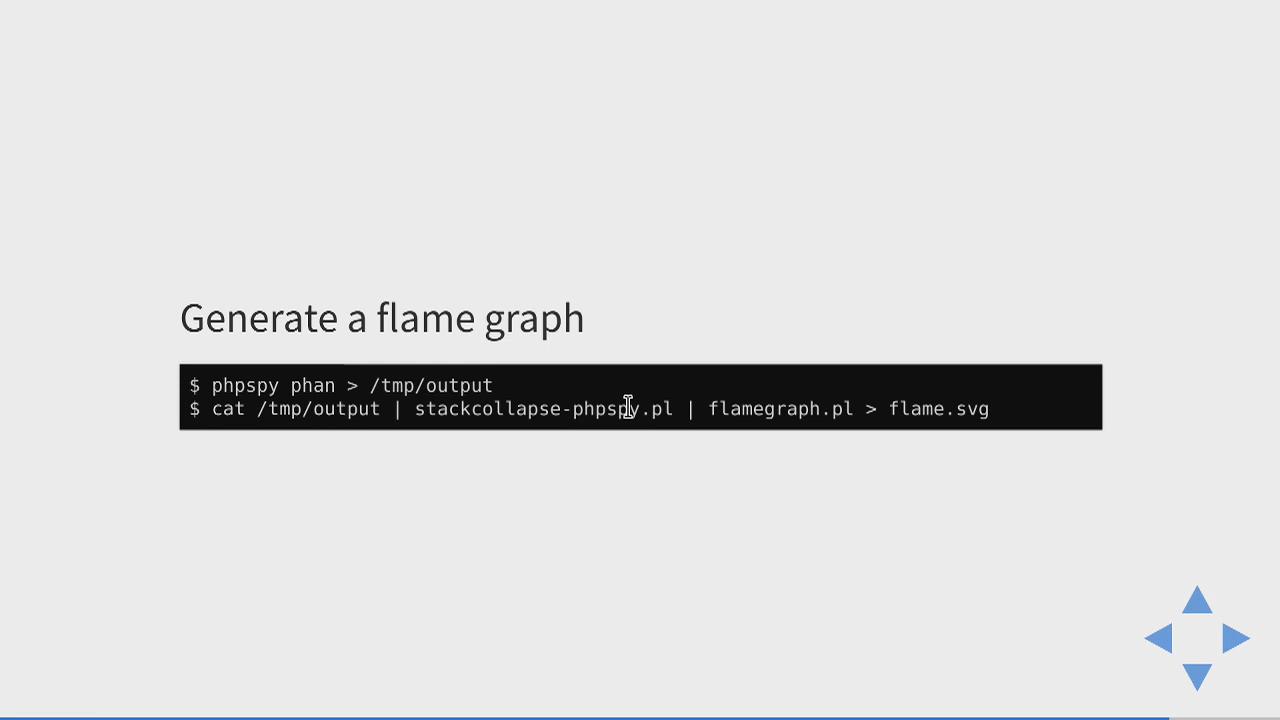 Generate a flame graph
$ phpspy phan > /tmp/output
$ cat /tmp/output | stackcollapse-phpspy.pl | flamegraph.pl > flame.svg